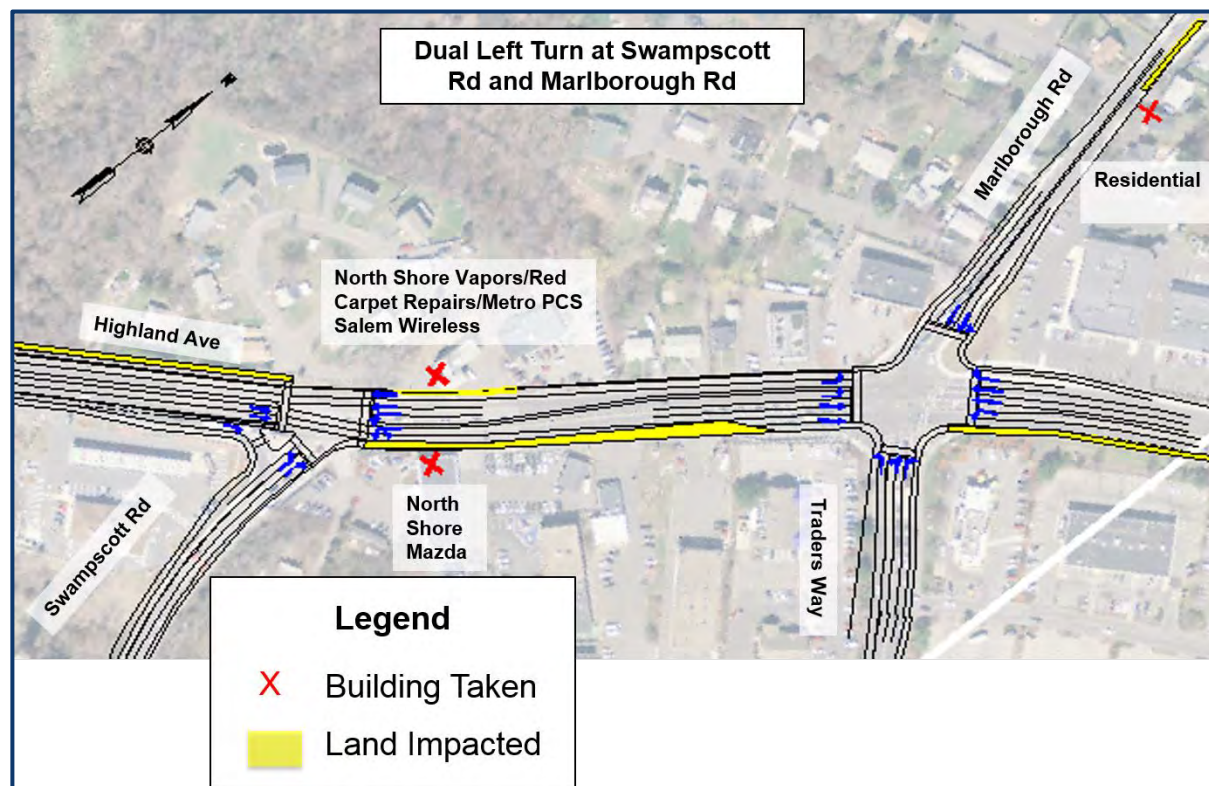 Dual Left Turn at Swampscott
Rd and Marlborough Rd
N
Marlborough Rd
Residential
North Shore Vapors/Red
Carpet Repairs/Metro PCS
Salem Wireless
Highland Ave
Swampscott Rd
North
Shore
Mazda
Traders Way
Legend
X Building Taken
Land Impacted